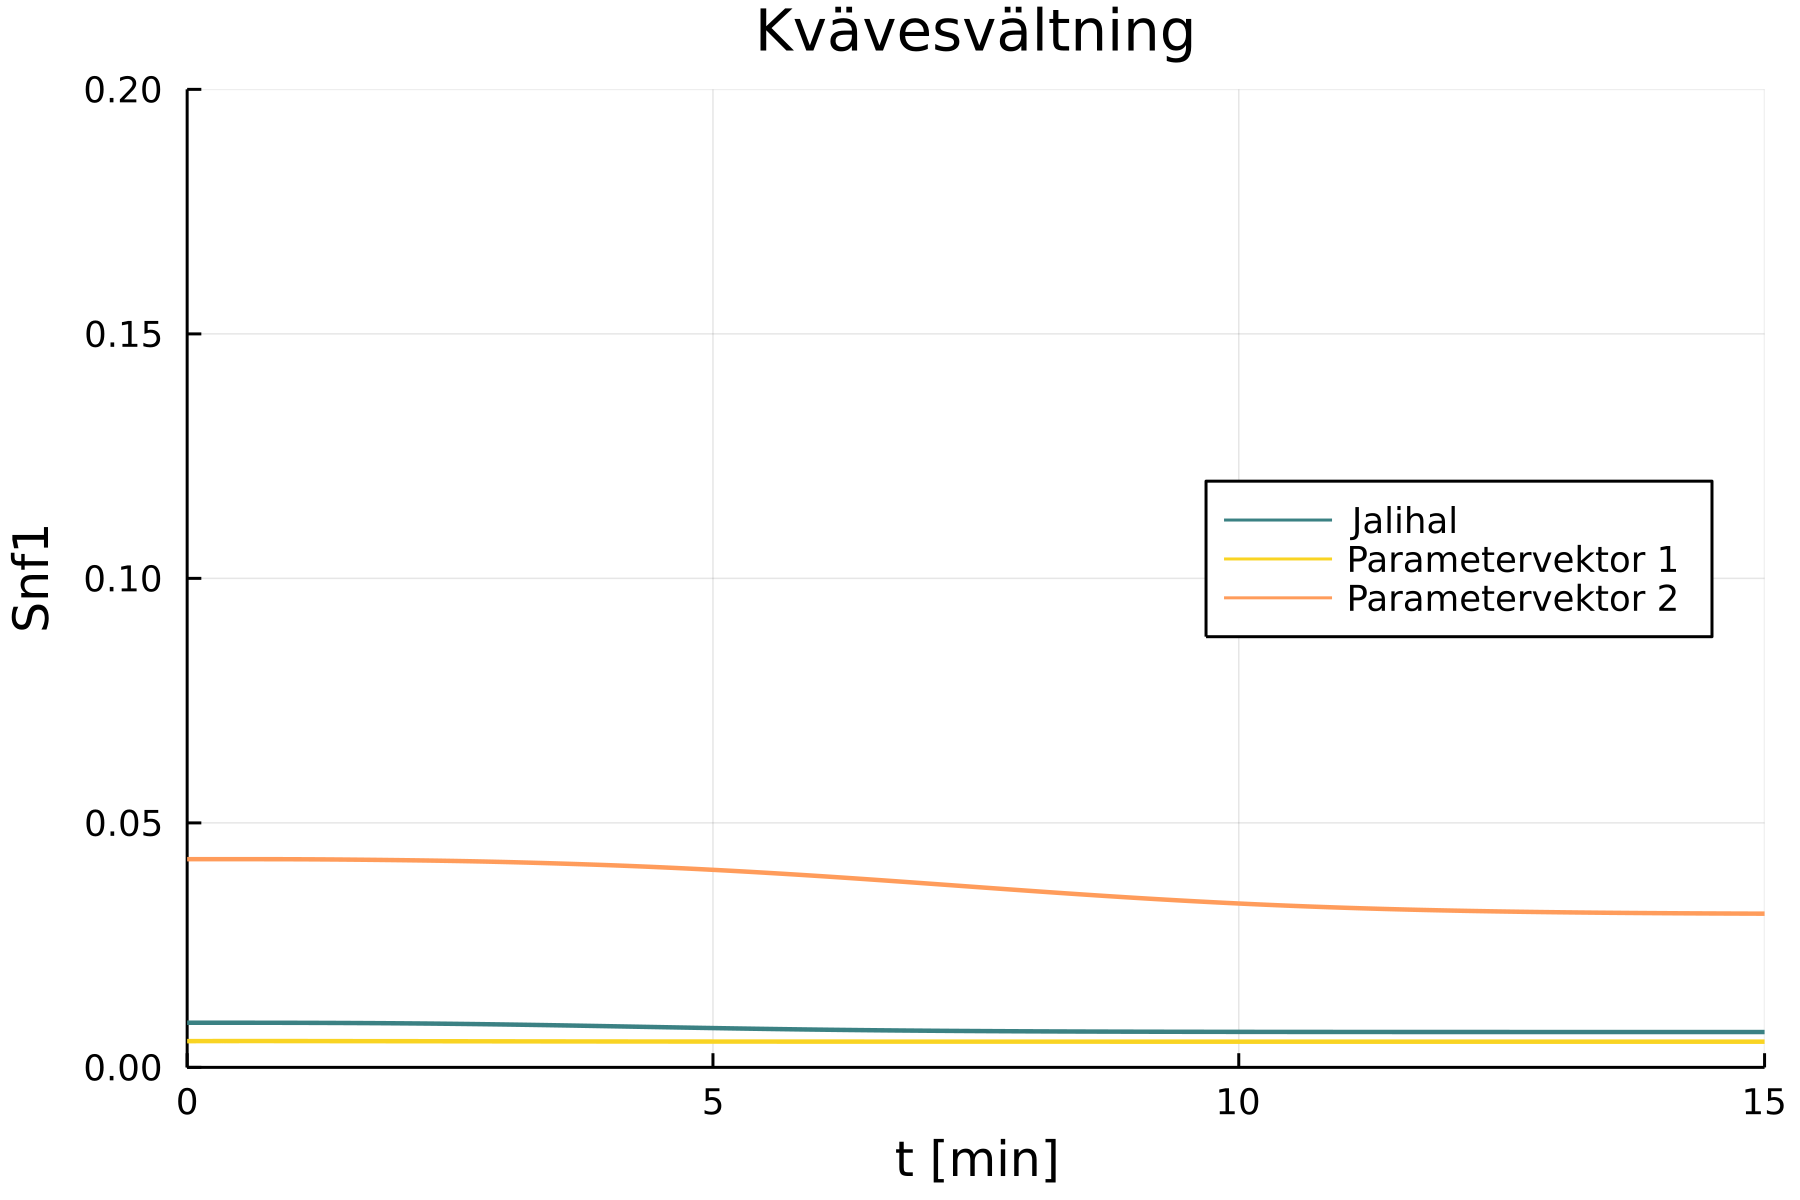 Kvävesvältning
0.20
0.15
0.10
0.05
0.00
Snf1
Jalihal
Parametervektor 1
Parametervektor 2
0 5 10 15
t [min]